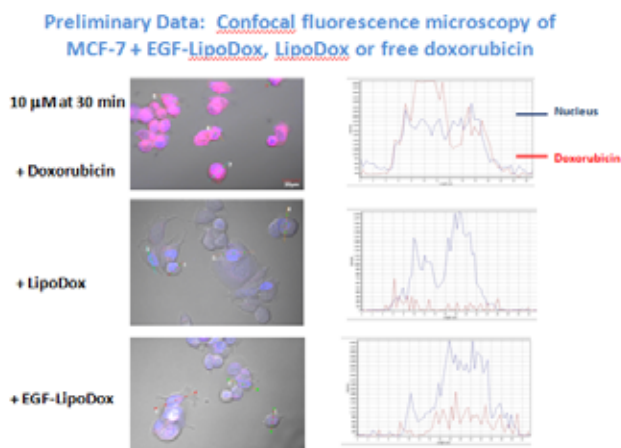 Preliminary Data: Confocal fluorescence microscopy of
MCF-7 + EGF-LipoDox, LipoDox or free doxorubicin
10 µM at 30 min
+ Doxorubicin
Nucleus
Doxorubicin
+ LipoDox
+ EGF-LipoDox